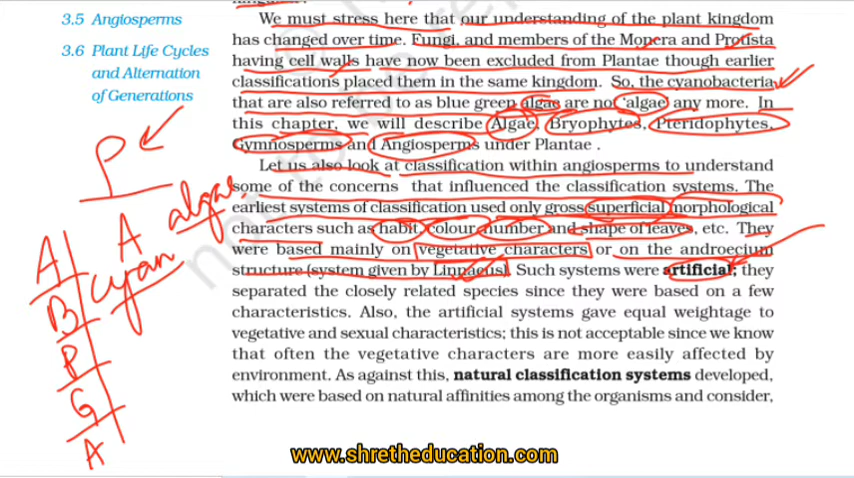 We must stress here that our understanding of the plant kingdom
3.5 Angiosperms
has changed over time. Fungi, and members of the Monera and Protista
3.6 Plant Life Cycles
having cell walls have now been excluded from Plantae though earlier
and Alternation
classifications placed them in the same kingdom. So, the cyanobacteria
of Generations
that are also referred to as blue green algae are no 'algae' any more. In
this chapter, we will describe Algae, Bryophytes, Pteridophytes,
Gymnosperms and Angiosperms under Plantae .
Let us also look at classification within angiosperms to understand
some of the concerns that influenced the classification systems. The
earliest systems of classification used only gross superficial morphological
characters such as habit, colour, number and shape of leaves, etc. They
were based mainly on vegetative characters or on the androecium
structure (system given by Linnaeus). Such systems were artificial; they
separated the closely related species since they were based on a few
characteristics. Also, the artificial systems gave equal weightage to
vegetative and sexual characteristics; this is not acceptable since we know
that often the vegetative characters are more easily affected by
environment. As against this, natural classification systems developed,
which were based on natural affinities among the organisms and consider,
P
A algae
cyan
A
B
P
G
A
www.shretheducation.com